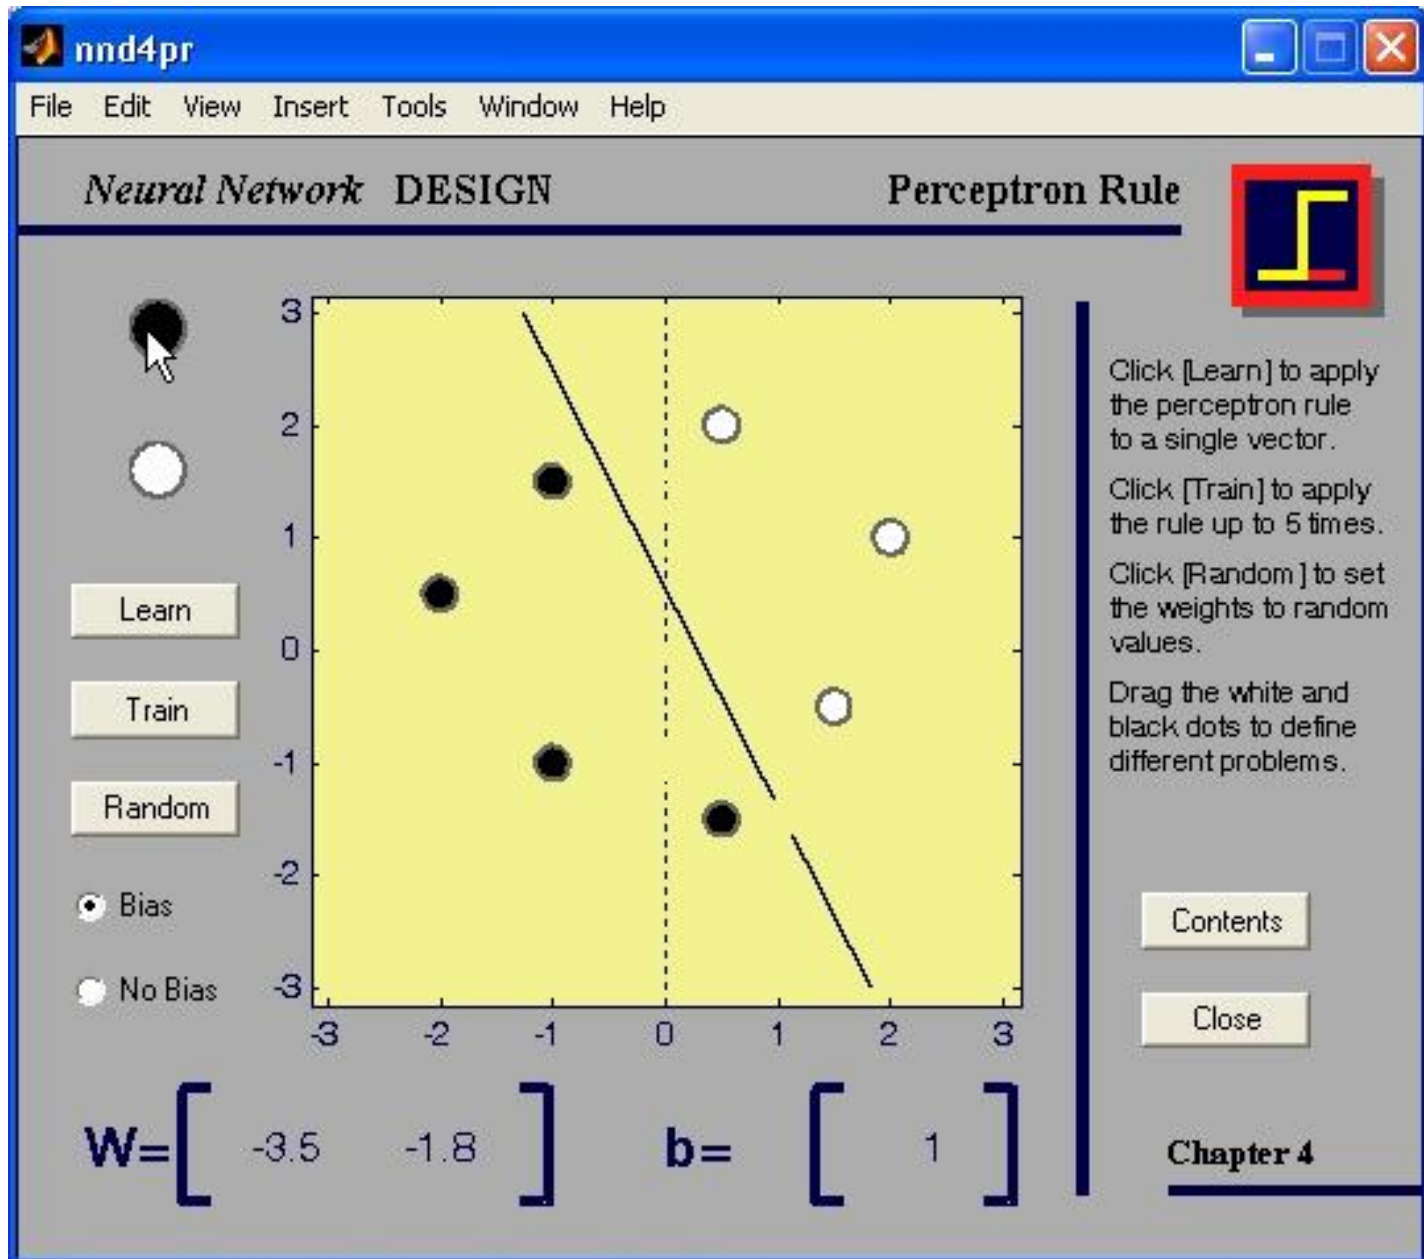 nnd4pr
File Edit View Insert Tools Window Help
Neural Network DESIGN
Perceptron Rule
Click [Learn] to apply
the perceptron rule
to a single vector.
Click [Train] to apply
the rule up to 5 times.
Click [Random] to set
the weights to random
values.
Drag the white and
black dots to define
different problems.
Learn
Train
Random
Bias
No Bias
3
2
1
0
-1
-2
-3
-3 -2 -1 0 1 2 3
Contents
Close
W= [ -3.5 -1.8 ] b= [ 1 ]
Chapter 4